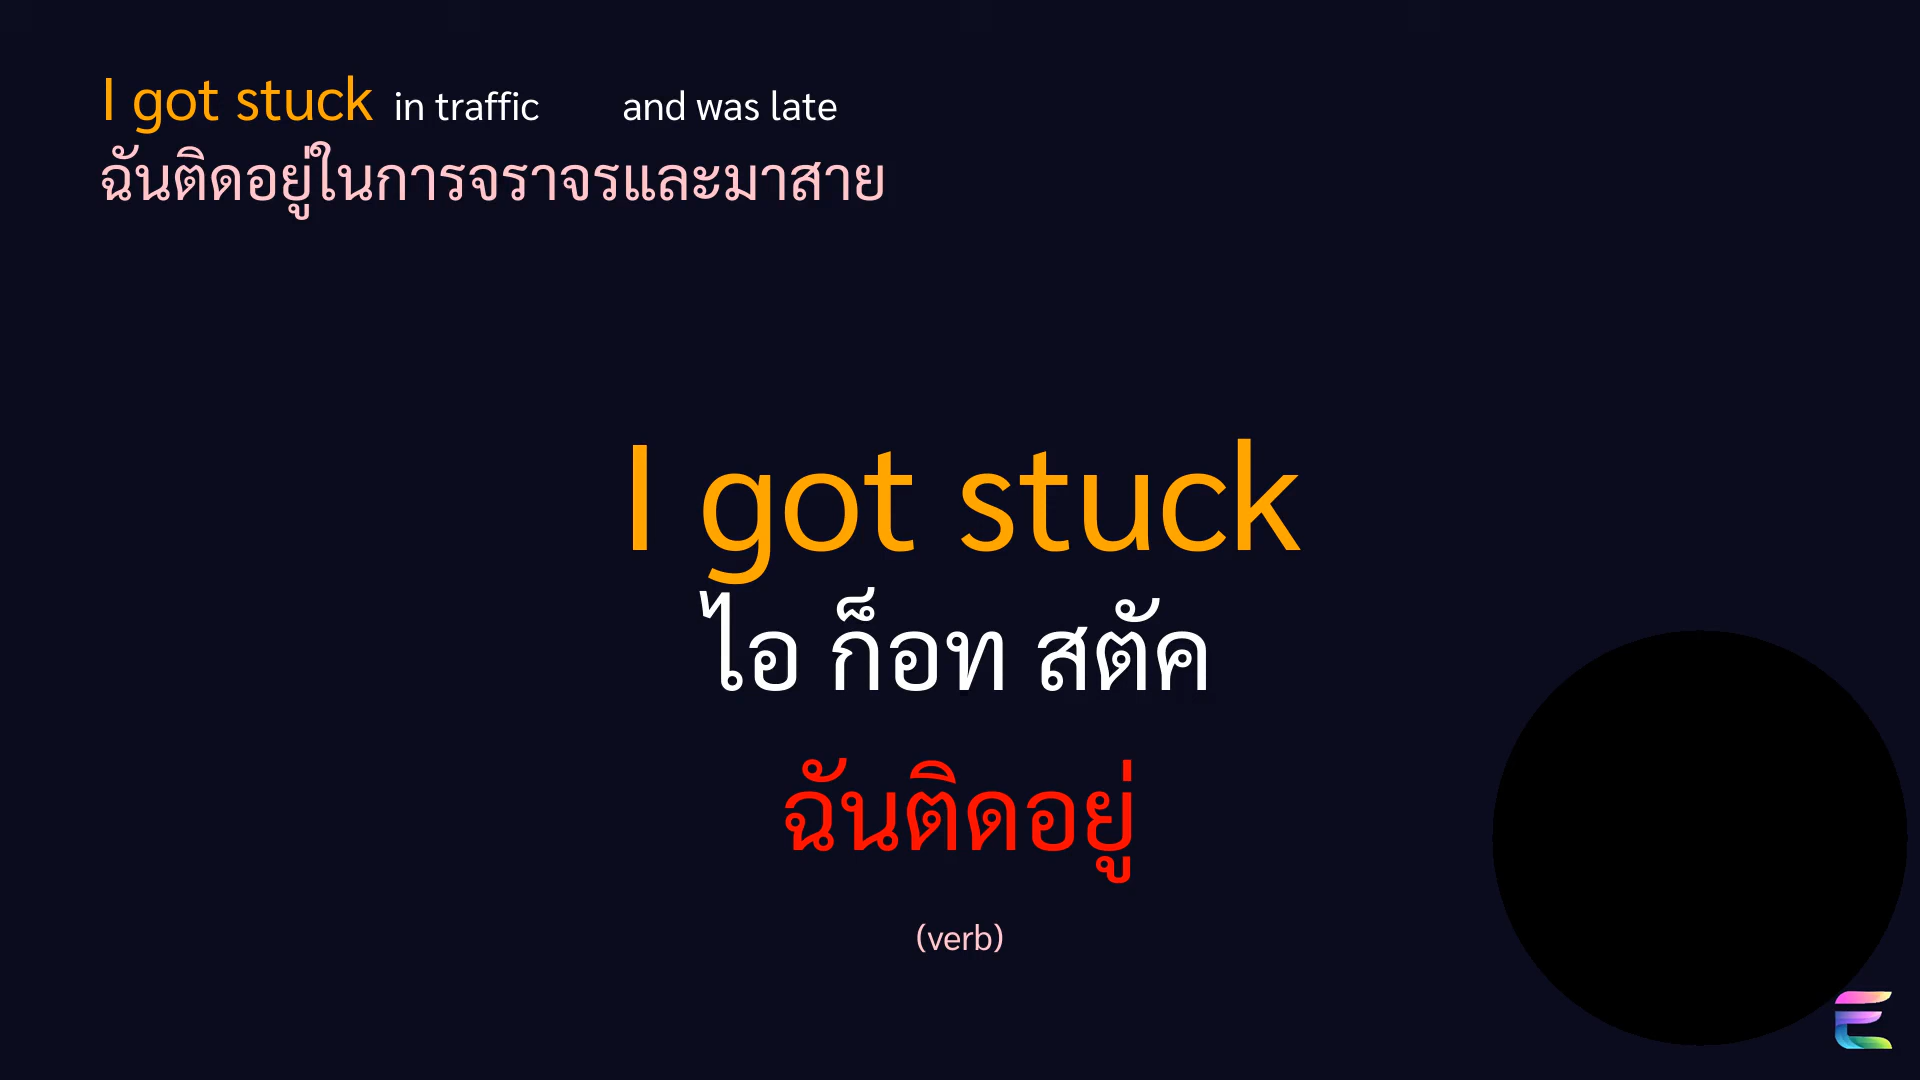 I got stuck in traffic and was late
ฉันติดอยู่ในการจราจรและมาสาย
I got stuck
ไอ ก็อท สตัค
ฉันติดอยู่
(verb)